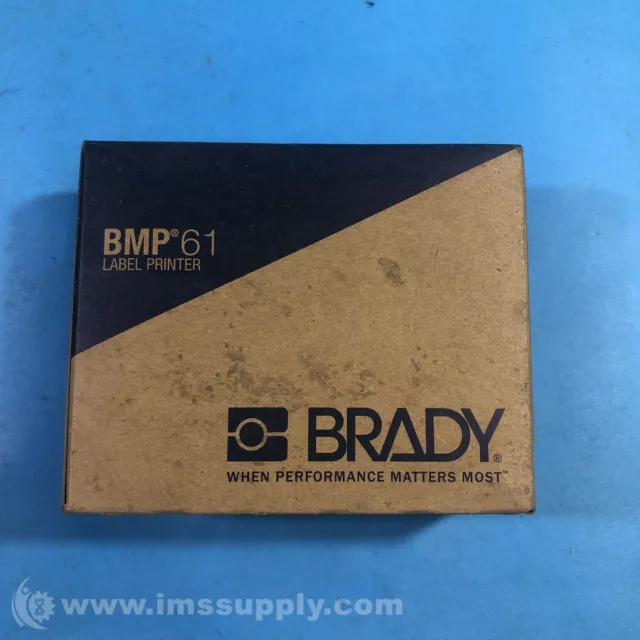 BMP® 61
LABEL PRINTER
BRADY®
WHEN PERFORMANCE MATTERS MOST™
www.imssupply.com